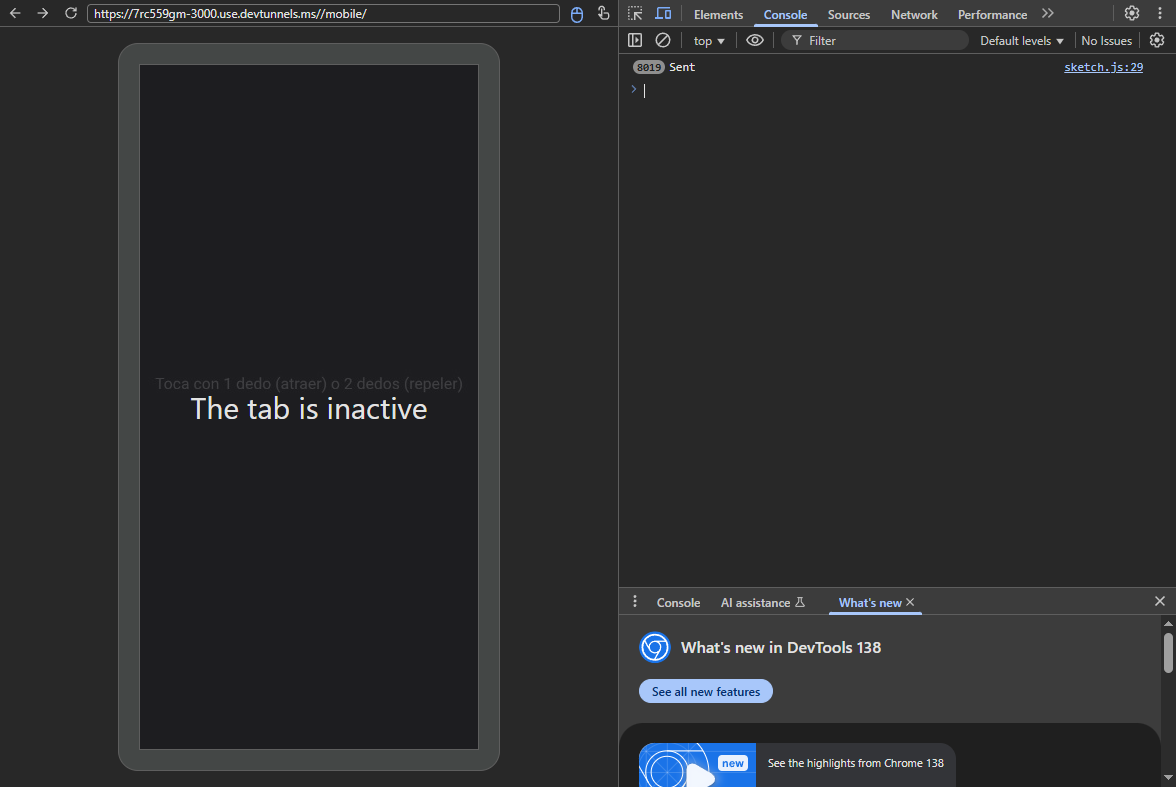 https://7rc559gm-3000.use.devtunnels.ms//mobile/
Elements Console Sources Network Performance
top Filter Default levels No Issues
8019 Sent sketch.js:29
Toca con 1 dedo (atraer) o 2 dedos (repeler)
The tab is inactive
Console AI assistance What's new
What's new in DevTools 138
See all new features
new See the highlights from Chrome 138